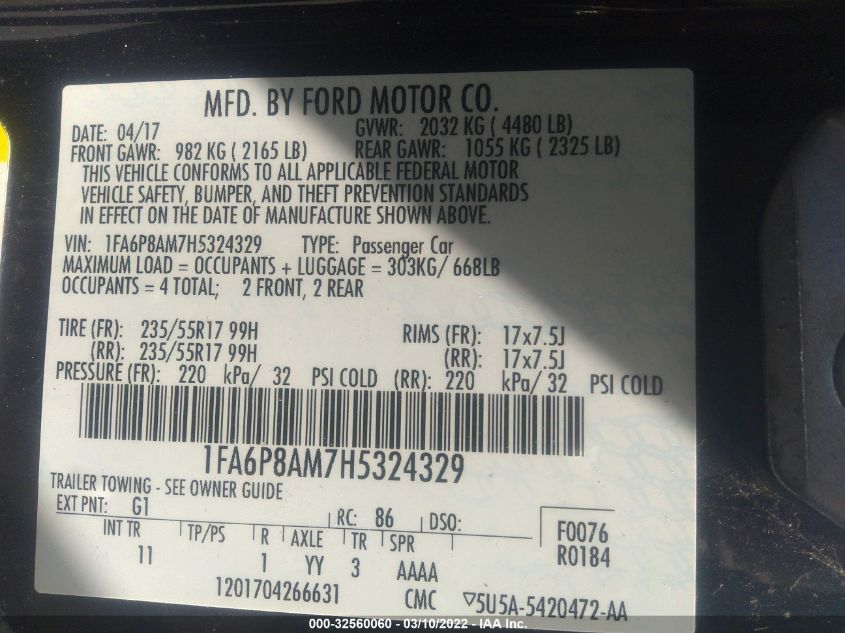 MFD. BY FORD MOTOR CO.
DATE: 04/17 GVWR: 2032 KG ( 4480 LB)
FRONT GAWR: 982 KG ( 2165 LB) REAR GAWR: 1055 KG ( 2325 LB)
THIS VEHICLE CONFORMS TO ALL APPLICABLE FEDERAL MOTOR
VEHICLE SAFETY, BUMPER, AND THEFT PREVENTION STANDARDS
IN EFFECT ON THE DATE OF MANUFACTURE SHOWN ABOVE.
VIN: 1FA6P8AM7H5324329 TYPE: Passenger Car
MAXIMUM LOAD = OCCUPANTS + LUGGAGE = 303KG/ 668LB
OCCUPANTS = 4 TOTAL; 2 FRONT, 2 REAR
TIRE (FR): 235/55R17 99H RIMS (FR): 17x7.5J
(RR): 235/55R17 99H (RR): 17x7.5J
PRESSURE (FR): 220 kPa/ 32 PSI COLD (RR): 220 kPa/ 32 PSI COLD
1FA6P8AM7H5324329
TRAILER TOWING - SEE OWNER GUIDE
EXT PNT: G1 RC: 86 DSO: F0076
INT TR TP/PS R AXLE TR SPR R0184
11 1 YY 3 AAAA
1201704266631 CMC ▽5U5A-5420472-AA
000-32560060 - 03/10/2022 - IAA Inc.